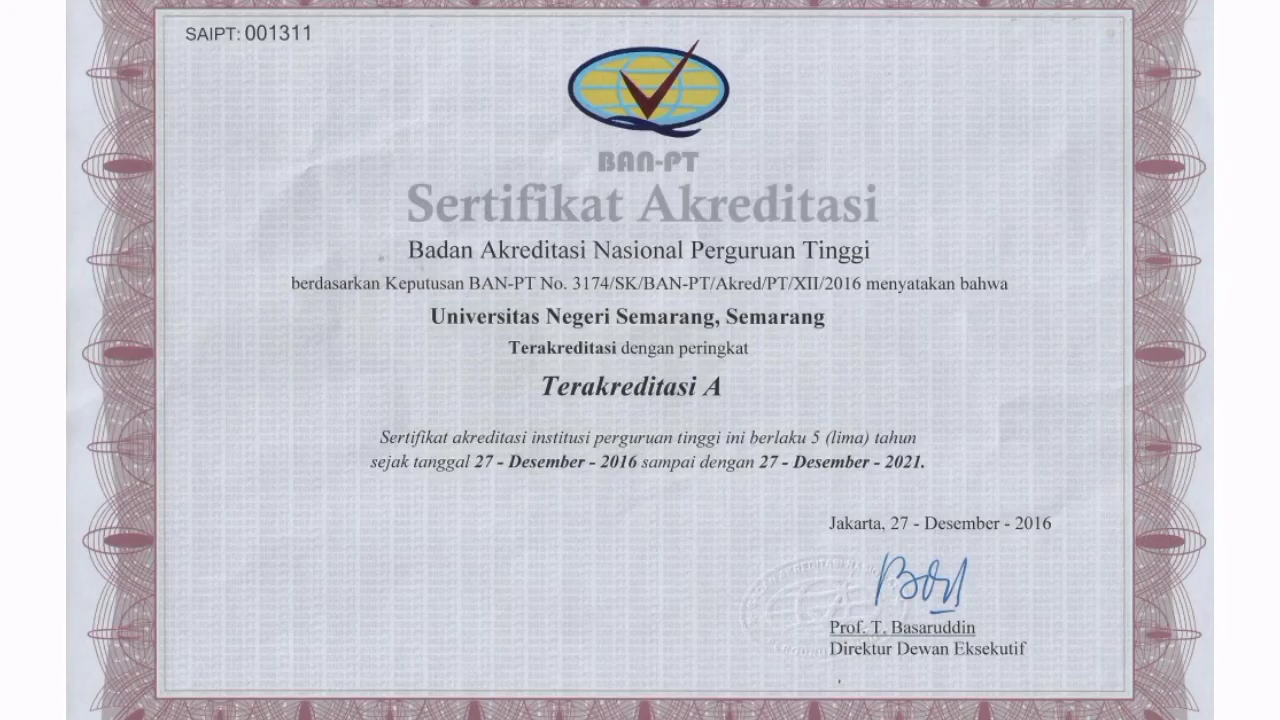 SAIPT: 001311
BAN-PT
Sertifikat Akreditasi
Badan Akreditasi Nasional Perguruan Tinggi
berdasarkan Keputusan BAN-PT No. 3174/SK/BAN-PT/Akred/PT/XII/2016 menyatakan bahwa
Universitas Negeri Semarang, Semarang
Terakreditasi dengan peringkat
Terakreditasi A
Sertifikat akreditasi institusi perguruan tinggi ini berlaku 5 (lima) tahun
sejak tanggal 27 - Desember - 2016 sampai dengan 27 - Desember - 2021.
Jakarta, 27 - Desember - 2016
Prof. T. Basaruddin
Direktur Dewan Eksekutif